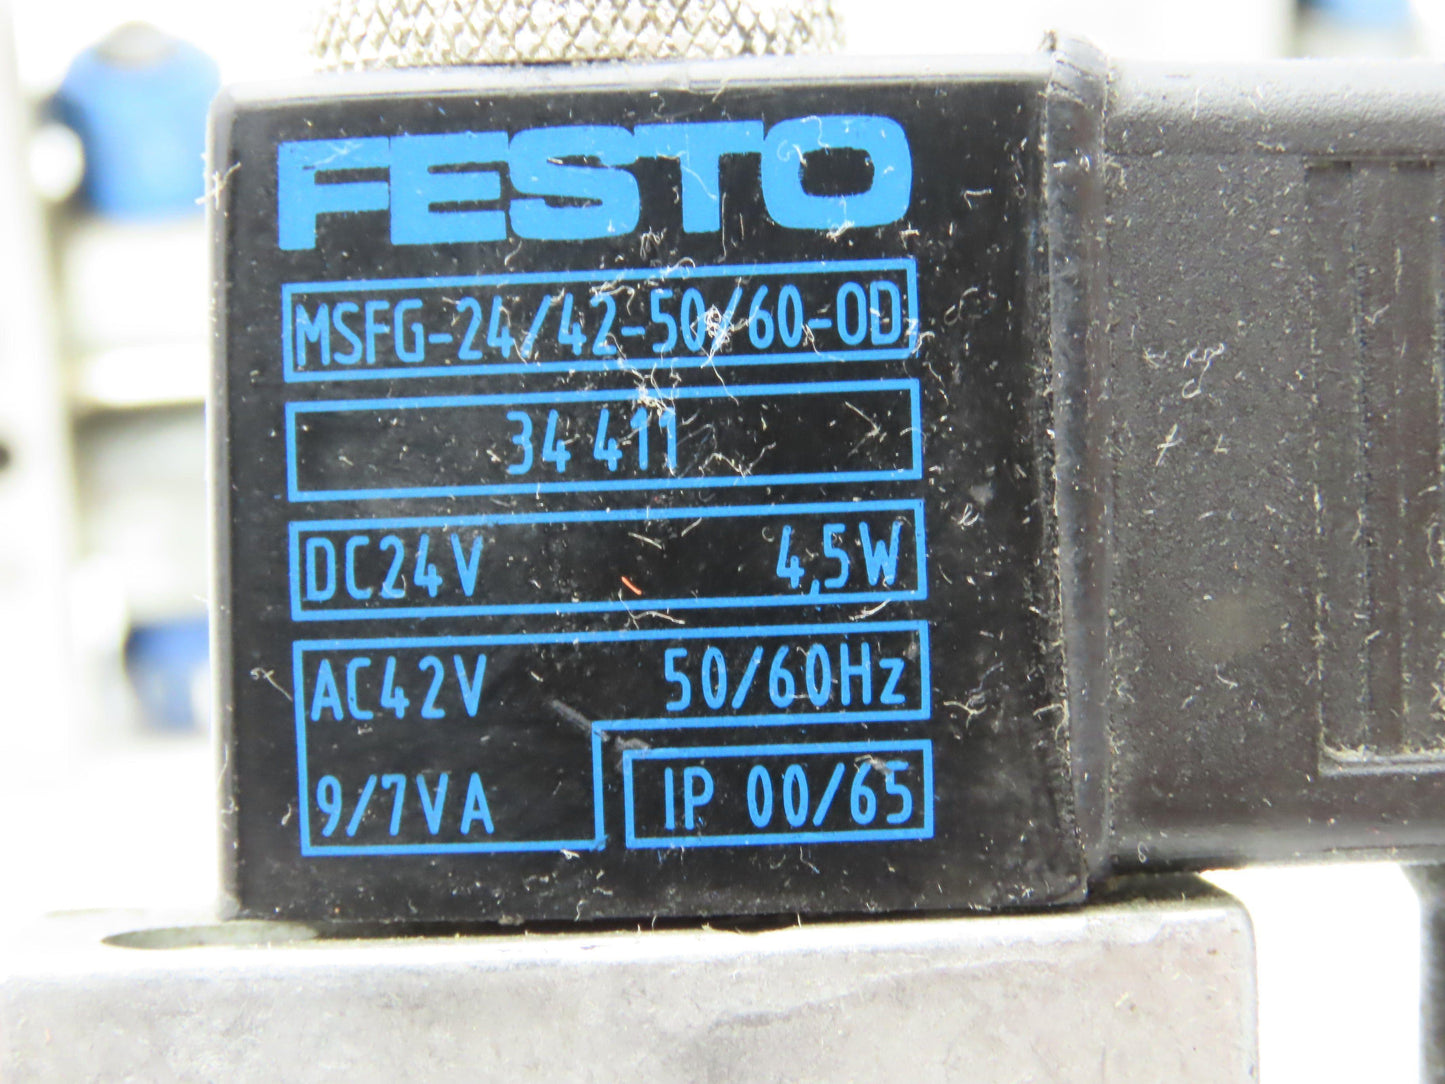 FESTO
MSFG-24/42-50/60-OD
34 411
DC24V 4,5W
AC42V 50/60Hz
9/7VA IP 00/65